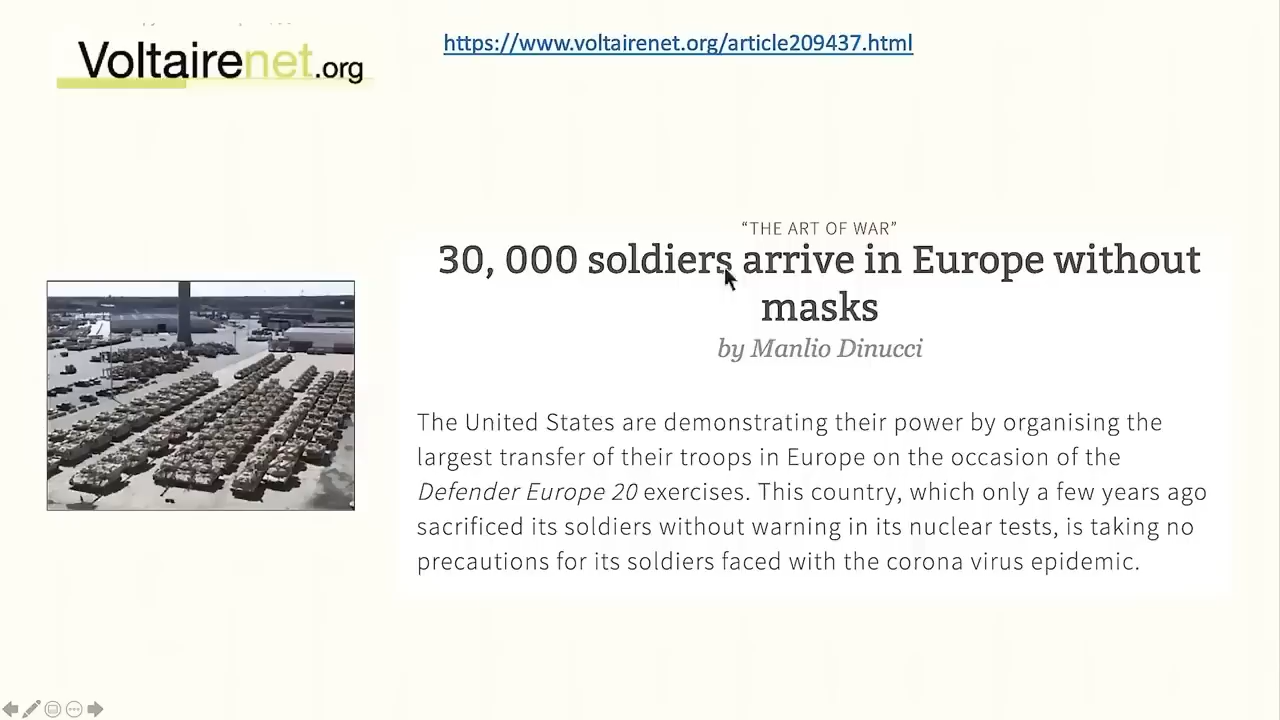 Voltairenet.org
https://www.voltairenet.org/article209437.html
“THE ART OF WAR”
30, 000 soldiers arrive in Europe without
masks
by Manlio Dinucci
The United States are demonstrating their power by organising the
largest transfer of their troops in Europe on the occasion of the
Defender Europe 20 exercises. This country, which only a few years ago
sacrificed its soldiers without warning in its nuclear tests, is taking no
precautions for its soldiers faced with the corona virus epidemic.